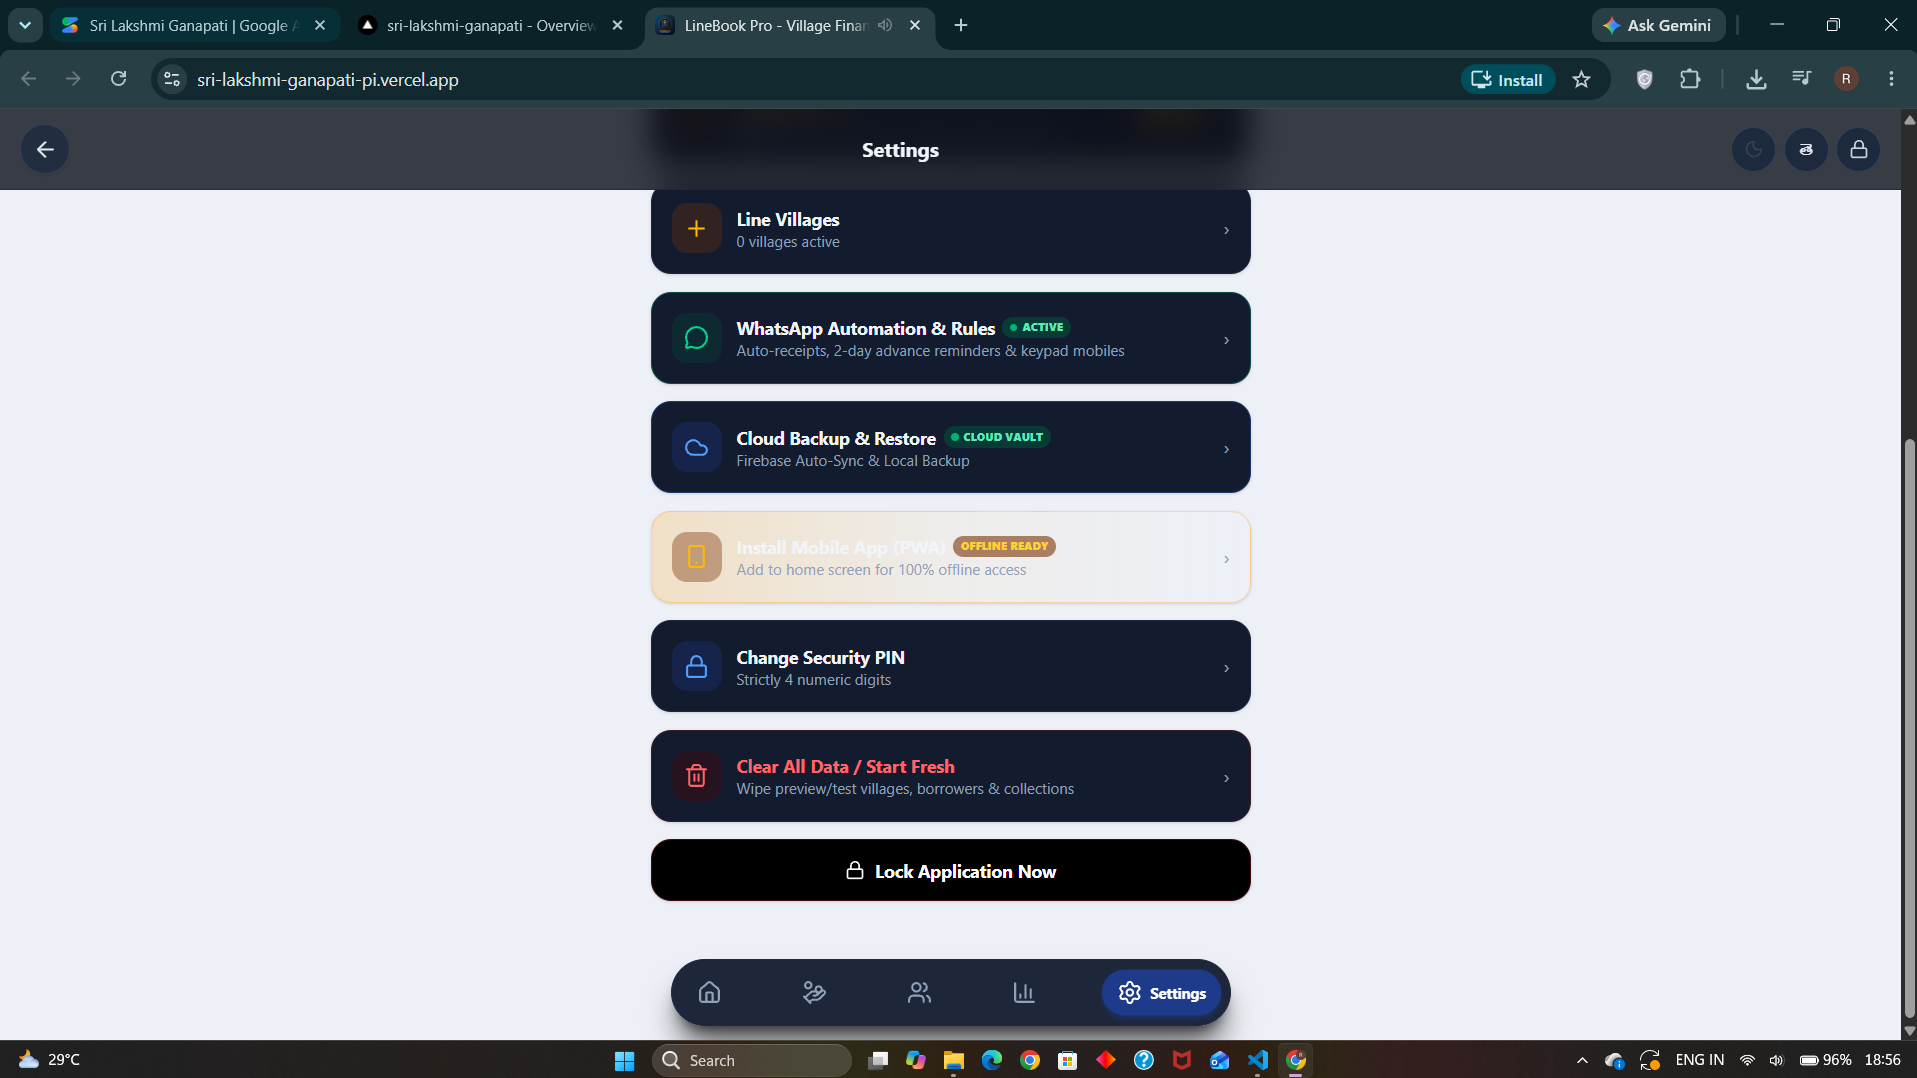 Sri Lakshmi Ganapati | Google A
sri-lakshmi-ganapati - Overview
LineBook Pro - Village Finan
Ask Gemini
sri-lakshmi-ganapati-pi.vercel.app
Install
R
Settings
Line Villages
0 villages active
WhatsApp Automation & Rules ACTIVE
Auto-receipts, 2-day advance reminders & keypad mobiles
Cloud Backup & Restore CLOUD VAULT
Firebase Auto-Sync & Local Backup
Install Mobile App (PWA) OFFLINE READY
Add to home screen for 100% offline access
Change Security PIN
Strictly 4 numeric digits
Clear All Data / Start Fresh
Wipe preview/test villages, borrowers & collections
Lock Application Now
Settings
29°C
Search
ENG IN
96%
18:56